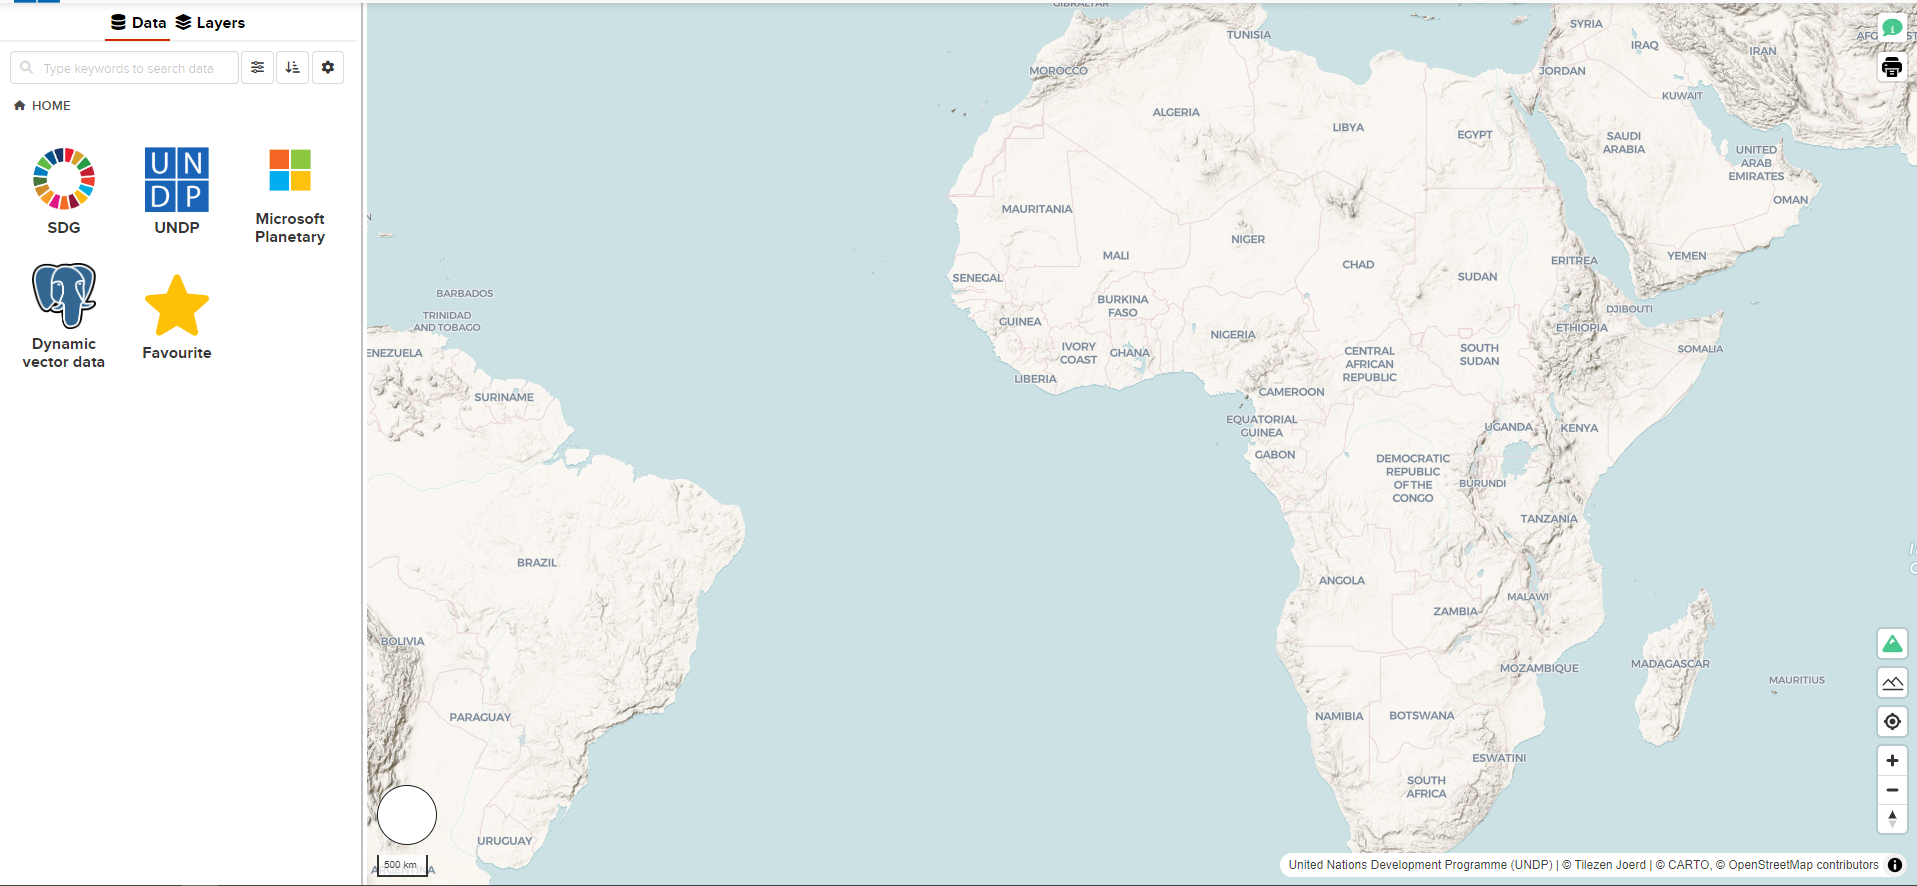 Data
Layers
Type keywords to search data
HOME
SDG
U N
D P
UNDP
Microsoft
Planetary
Dynamic
vector data
Favourite
GIBRALTAR
TUNISIA
SYRIA
IRAQ
IRAN
MOROCCO
JORDAN
KUWAIT
ALGERIA
LIBYA
EGYPT
SAUDI
ARABIA
UNITED
ARAB
EMIRATES
OMAN
MAURITANIA
NIGER
MALI
CHAD
SUDAN
ERITREA
YEMEN
SENEGAL
BARBADOS
BURKINA
FASO
DJIBOUTI
TRINIDAD
AND TOBAGO
GUINEA
NIGERIA
ETHIOPIA
ENEZUELA
IVORY
COAST
GHANA
CENTRAL
AFRICAN
REPUBLIC
SOUTH
SUDAN
SOMALIA
LIBERIA
SURINAME
CAMEROON
EQUATORIAL
GUINEA
UGANDA
KENYA
GABON
DEMOCRATIC
REPUBLIC
OF THE
CONGO
BURUNDI
TANZANIA
BRAZIL
ANGOLA
MALAWI
ZAMBIA
BOLIVIA
MOZAMBIQUE
MADAGASCAR
MAURITIUS
PARAGUAY
NAMIBIA
BOTSWANA
ESWATINI
SOUTH
AFRICA
URUGUAY
500 km
ARGENTINA
United Nations Development Programme (UNDP) | © Tilezen Joerd | © CARTO, © OpenStreetMap contributors